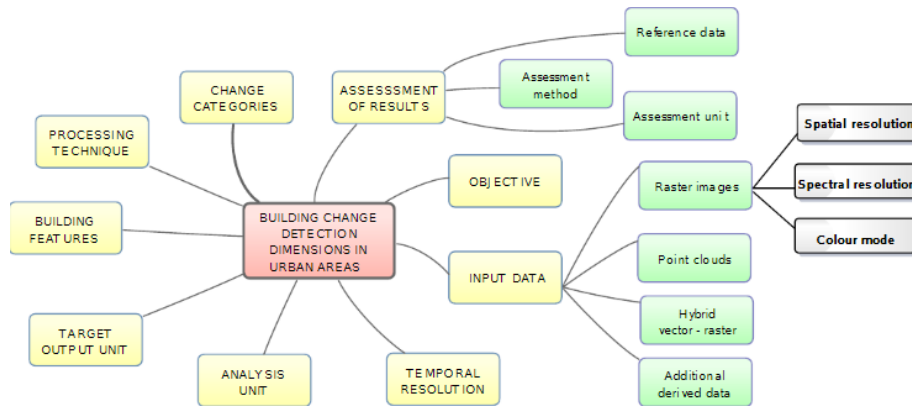 CHANGE
CATEGORIES
ASSESSSMENT
OF RESULTS
Reference data
Assessment
method
Assessment unit
PROCESSING
TECHNIQUE
OBJECTIVE
BUILDING
FEATURES
BUILDING CHANGE
DETECTION
DIMENSIONS IN
URBAN AREAS
INPUT DATA
Raster images
Spatial resolution
Spectral resolution
Colour mode
Point clouds
Hybrid
vector - raster
Additional
derived data
TARGET
OUTPUT UNIT
ANALYSIS
UNIT
TEMPORAL
RESOLUTION